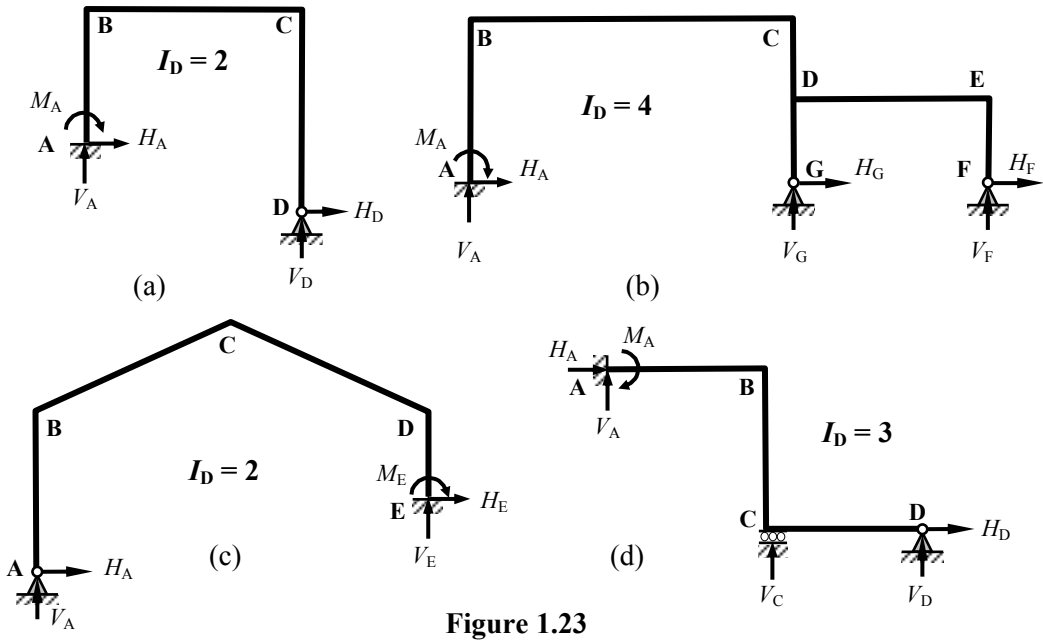 B C
I_D = 2
M_A
A H_A
V_A
D H_D
V_D
(a)
B C
D E
I_D = 4
M_A
A H_A
G H_G
F H_F
V_A
V_G
V_F
(b)
C
B D
I_D = 2
M_E
E H_E
V_E
A H_A
V_A
(c)
H_A M_A
A B
V_A
I_D = 3
C D H_D
V_C V_D
(d)
Figure 1.23